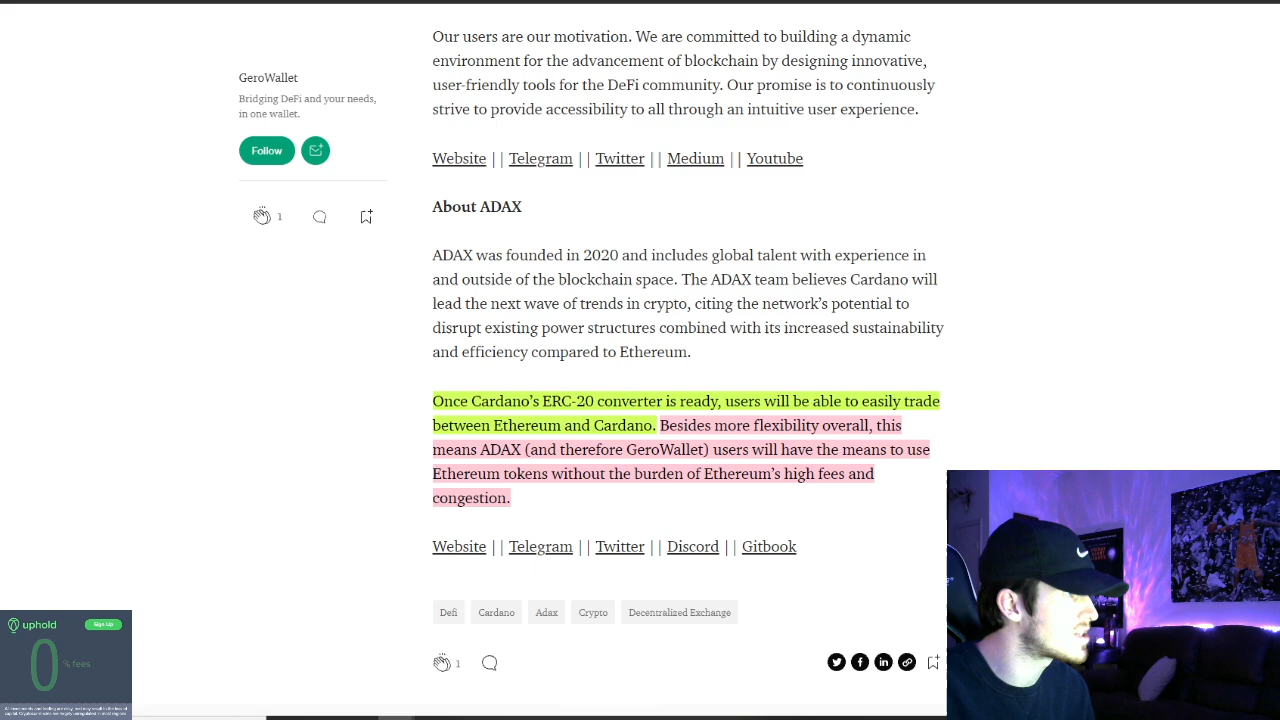 Our users are our motivation. We are committed to building a dynamic
environment for the advancement of blockchain by designing innovative,
user-friendly tools for the DeFi community. Our promise is to continuously
strive to provide accessibility to all through an intuitive user experience.
GeroWallet
Bridging DeFi and your needs,
in one wallet.
Follow
1
Website || Telegram || Twitter || Medium || Youtube
About ADAX
ADAX was founded in 2020 and includes global talent with experience in
and outside of the blockchain space. The ADAX team believes Cardano will
lead the next wave of trends in crypto, citing the network's potential to
disrupt existing power structures combined with its increased sustainability
and efficiency compared to Ethereum.
Once Cardano's ERC-20 converter is ready, users will be able to easily trade
between Ethereum and Cardano. Besides more flexibility overall, this
means ADAX (and therefore GeroWallet) users will have the means to use
Ethereum tokens without the burden of Ethereum's high fees and
congestion.
Website || Telegram || Twitter || Discord || Gitbook
Defi Cardano Adax Crypto Decentralized Exchange
1
uphold Sign Up
0 % fees
24